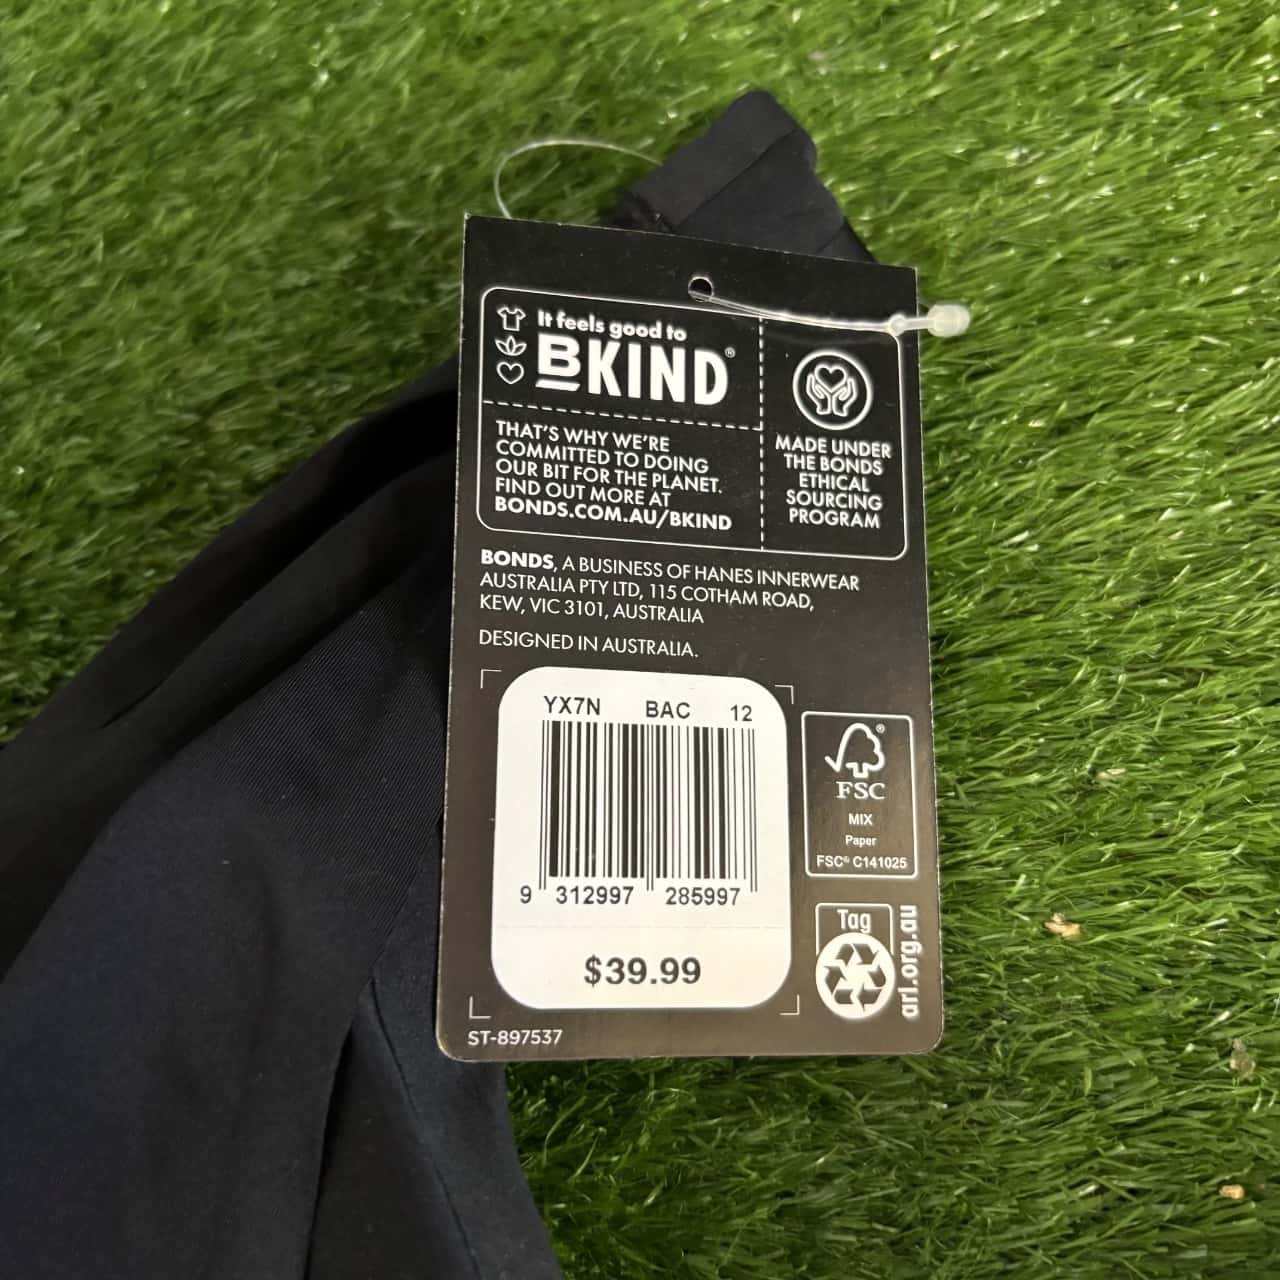 It feels good to
BKIND®
THAT'S WHY WE'RE
COMMITTED TO DOING
OUR BIT FOR THE PLANET.
FIND OUT MORE AT
BONDS.COM.AU/BKIND
MADE UNDER
THE BONDS
ETHICAL
SOURCING
PROGRAM
BONDS, A BUSINESS OF HANES INNERWEAR
AUSTRALIA PTY LTD, 115 COTHAM ROAD,
KEW, VIC 3101, AUSTRALIA
DESIGNED IN AUSTRALIA.
YX7N BAC 12
9 312997 285997
$39.99
ST-897537
®
FSC
MIX
Paper
FSC® C141025
Tag
arl.org.au